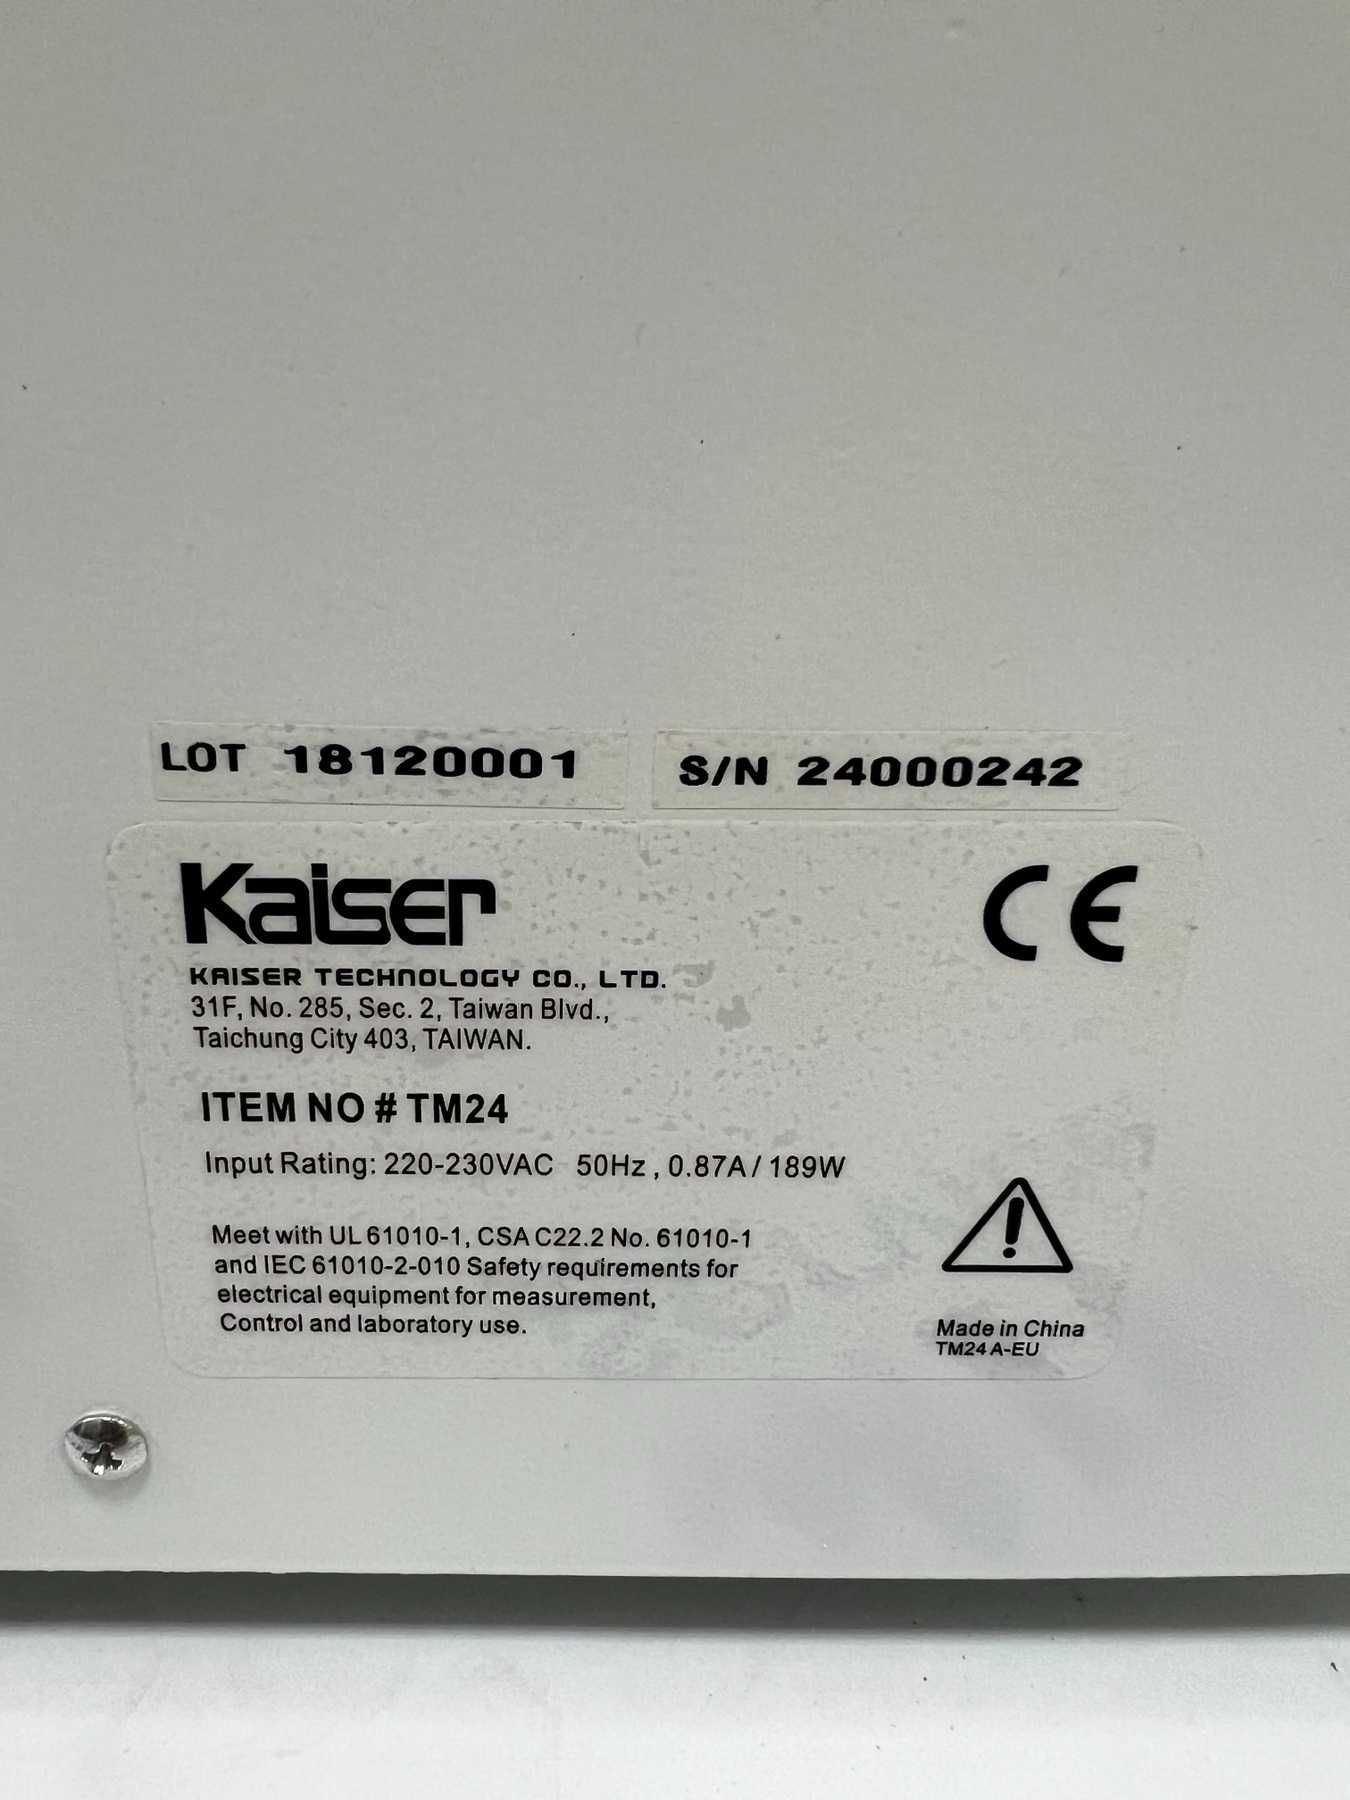 LOT 18120001
S/N 24000242
Kaiser
CE
KAISER TECHNOLOGY CO., LTD.
31F, No. 285, Sec. 2, Taiwan Blvd.,
Taichung City 403, TAIWAN.
ITEM NO # TM24
Input Rating: 220-230VAC 50Hz , 0.87A / 189W
Meet with UL 61010-1, CSA C22.2 No. 61010-1
and IEC 61010-2-010 Safety requirements for
electrical equipment for measurement,
Control and laboratory use.
!
Made in China
TM24 A-EU